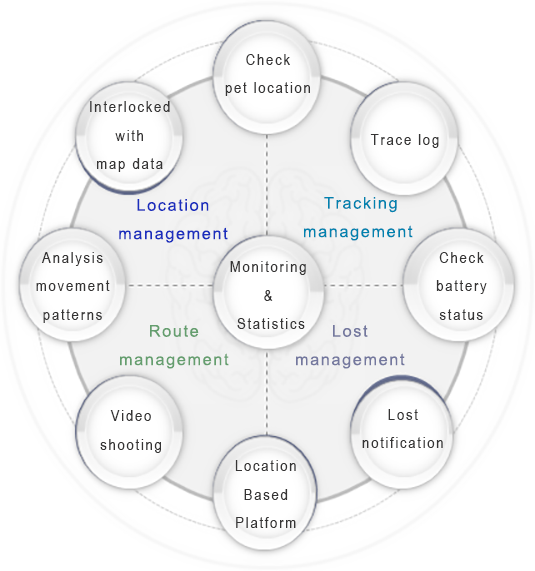 Check
pet location
Interlocked
with
map data
Trace log
Location
management
Tracking
management
Analysis
movement
patterns
Monitoring
&
Statistics
Check
battery
status
Route
management
Lost
management
Video
shooting
Lost
notification
Location
Based
Platform